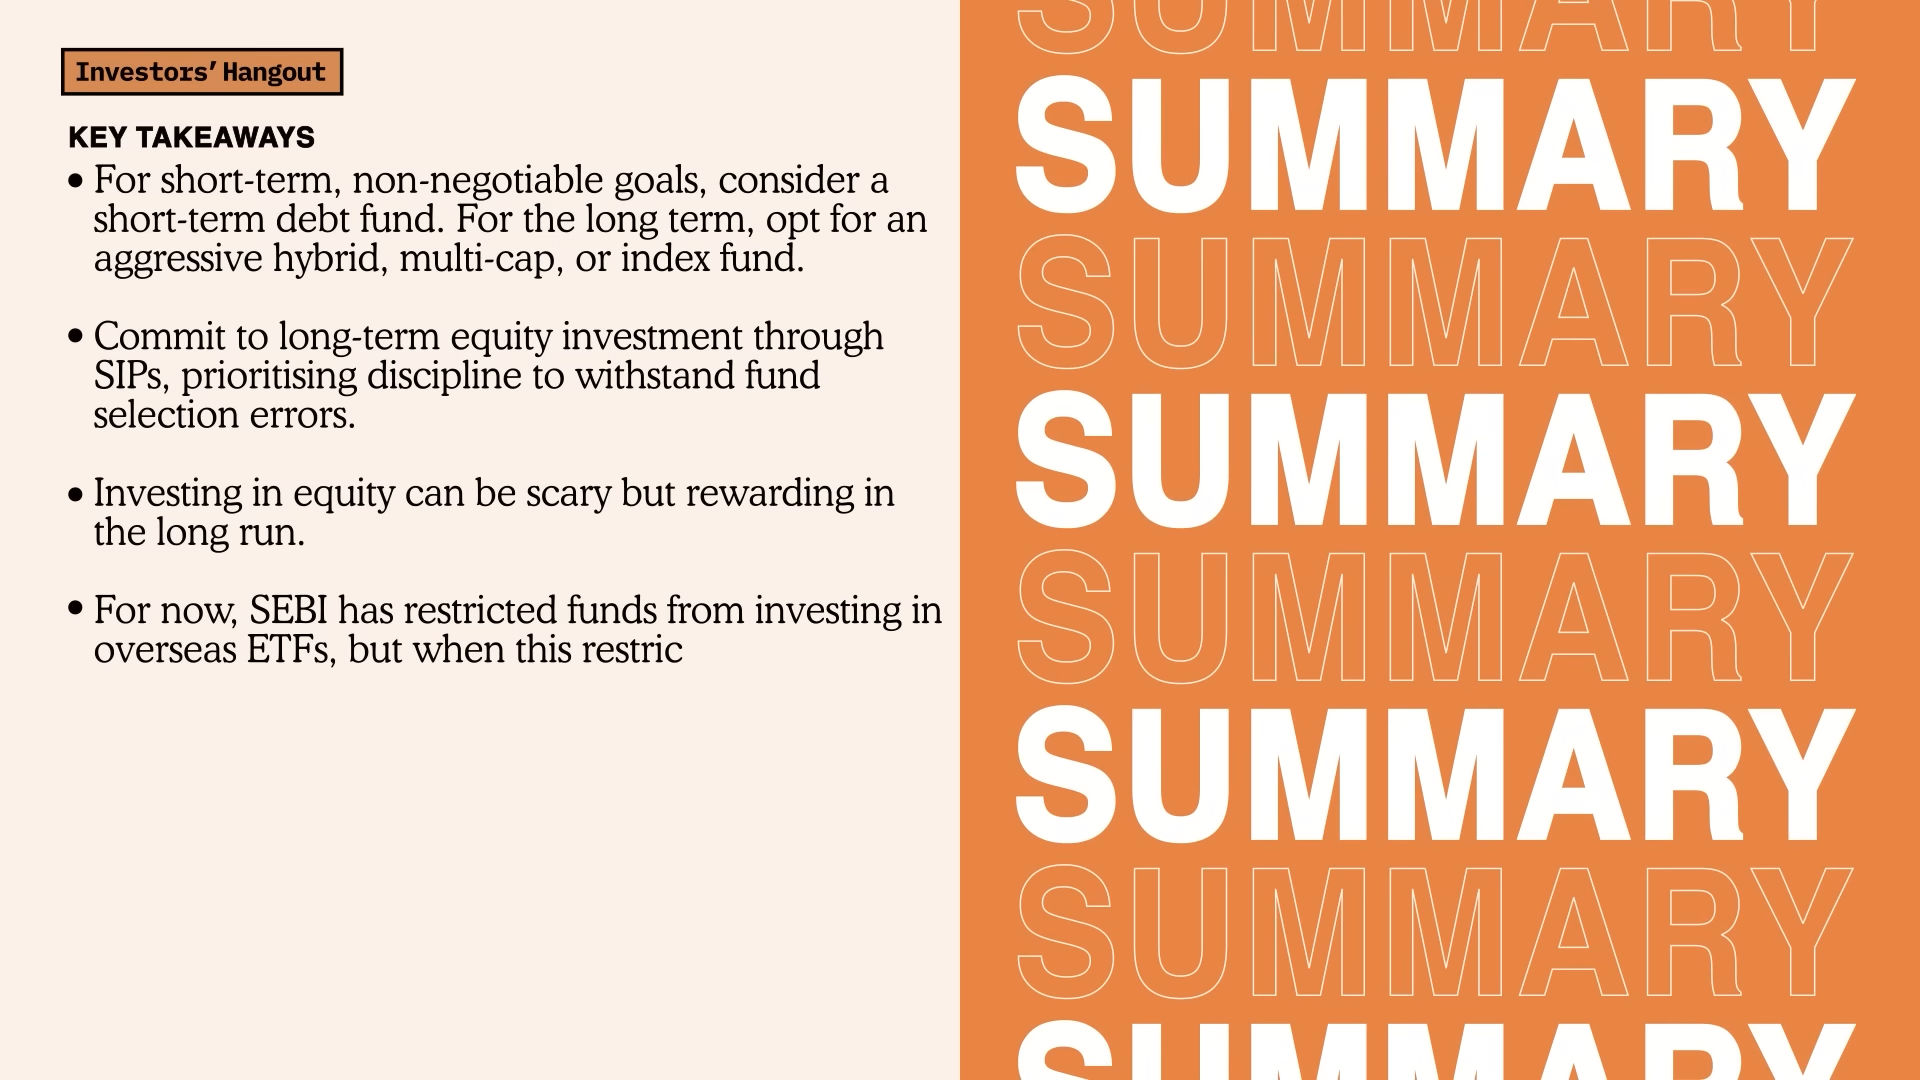 Investors' Hangout
KEY TAKEAWAYS
• For short-term, non-negotiable goals, consider a
short-term debt fund. For the long term, opt for an
aggressive hybrid, multi-cap, or index fund.
• Commit to long-term equity investment through
SIPs, prioritising discipline to withstand fund
selection errors.
• Investing in equity can be scary but rewarding in
the long run.
• For now, SEBI has restricted funds from investing in
overseas ETFs, but when this restric
SUMMARY
SUMMARY
SUMMARY
SUMMARY
SUMMARY
SUMMARY
SUMMARY
SUMMARY